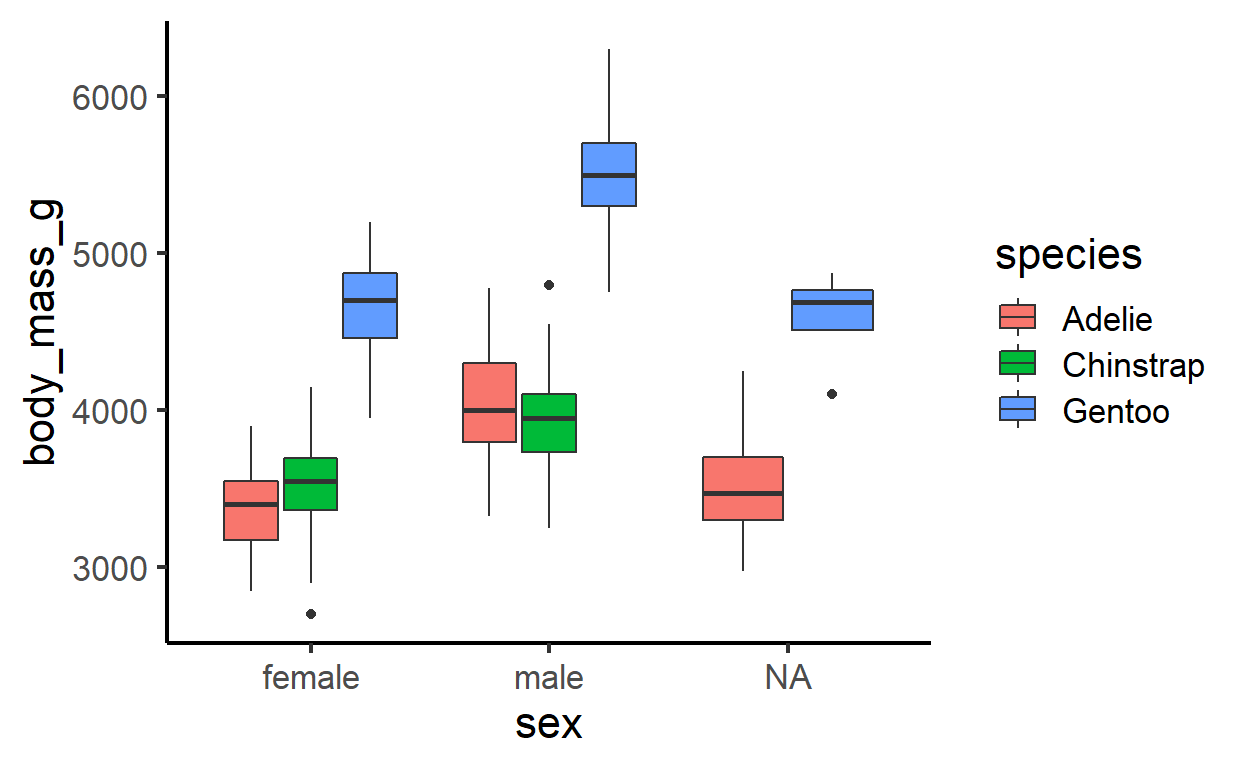 body_mass_g
6000
5000
4000
3000
female male NA
sex
species
Adelie
Chinstrap
Gentoo